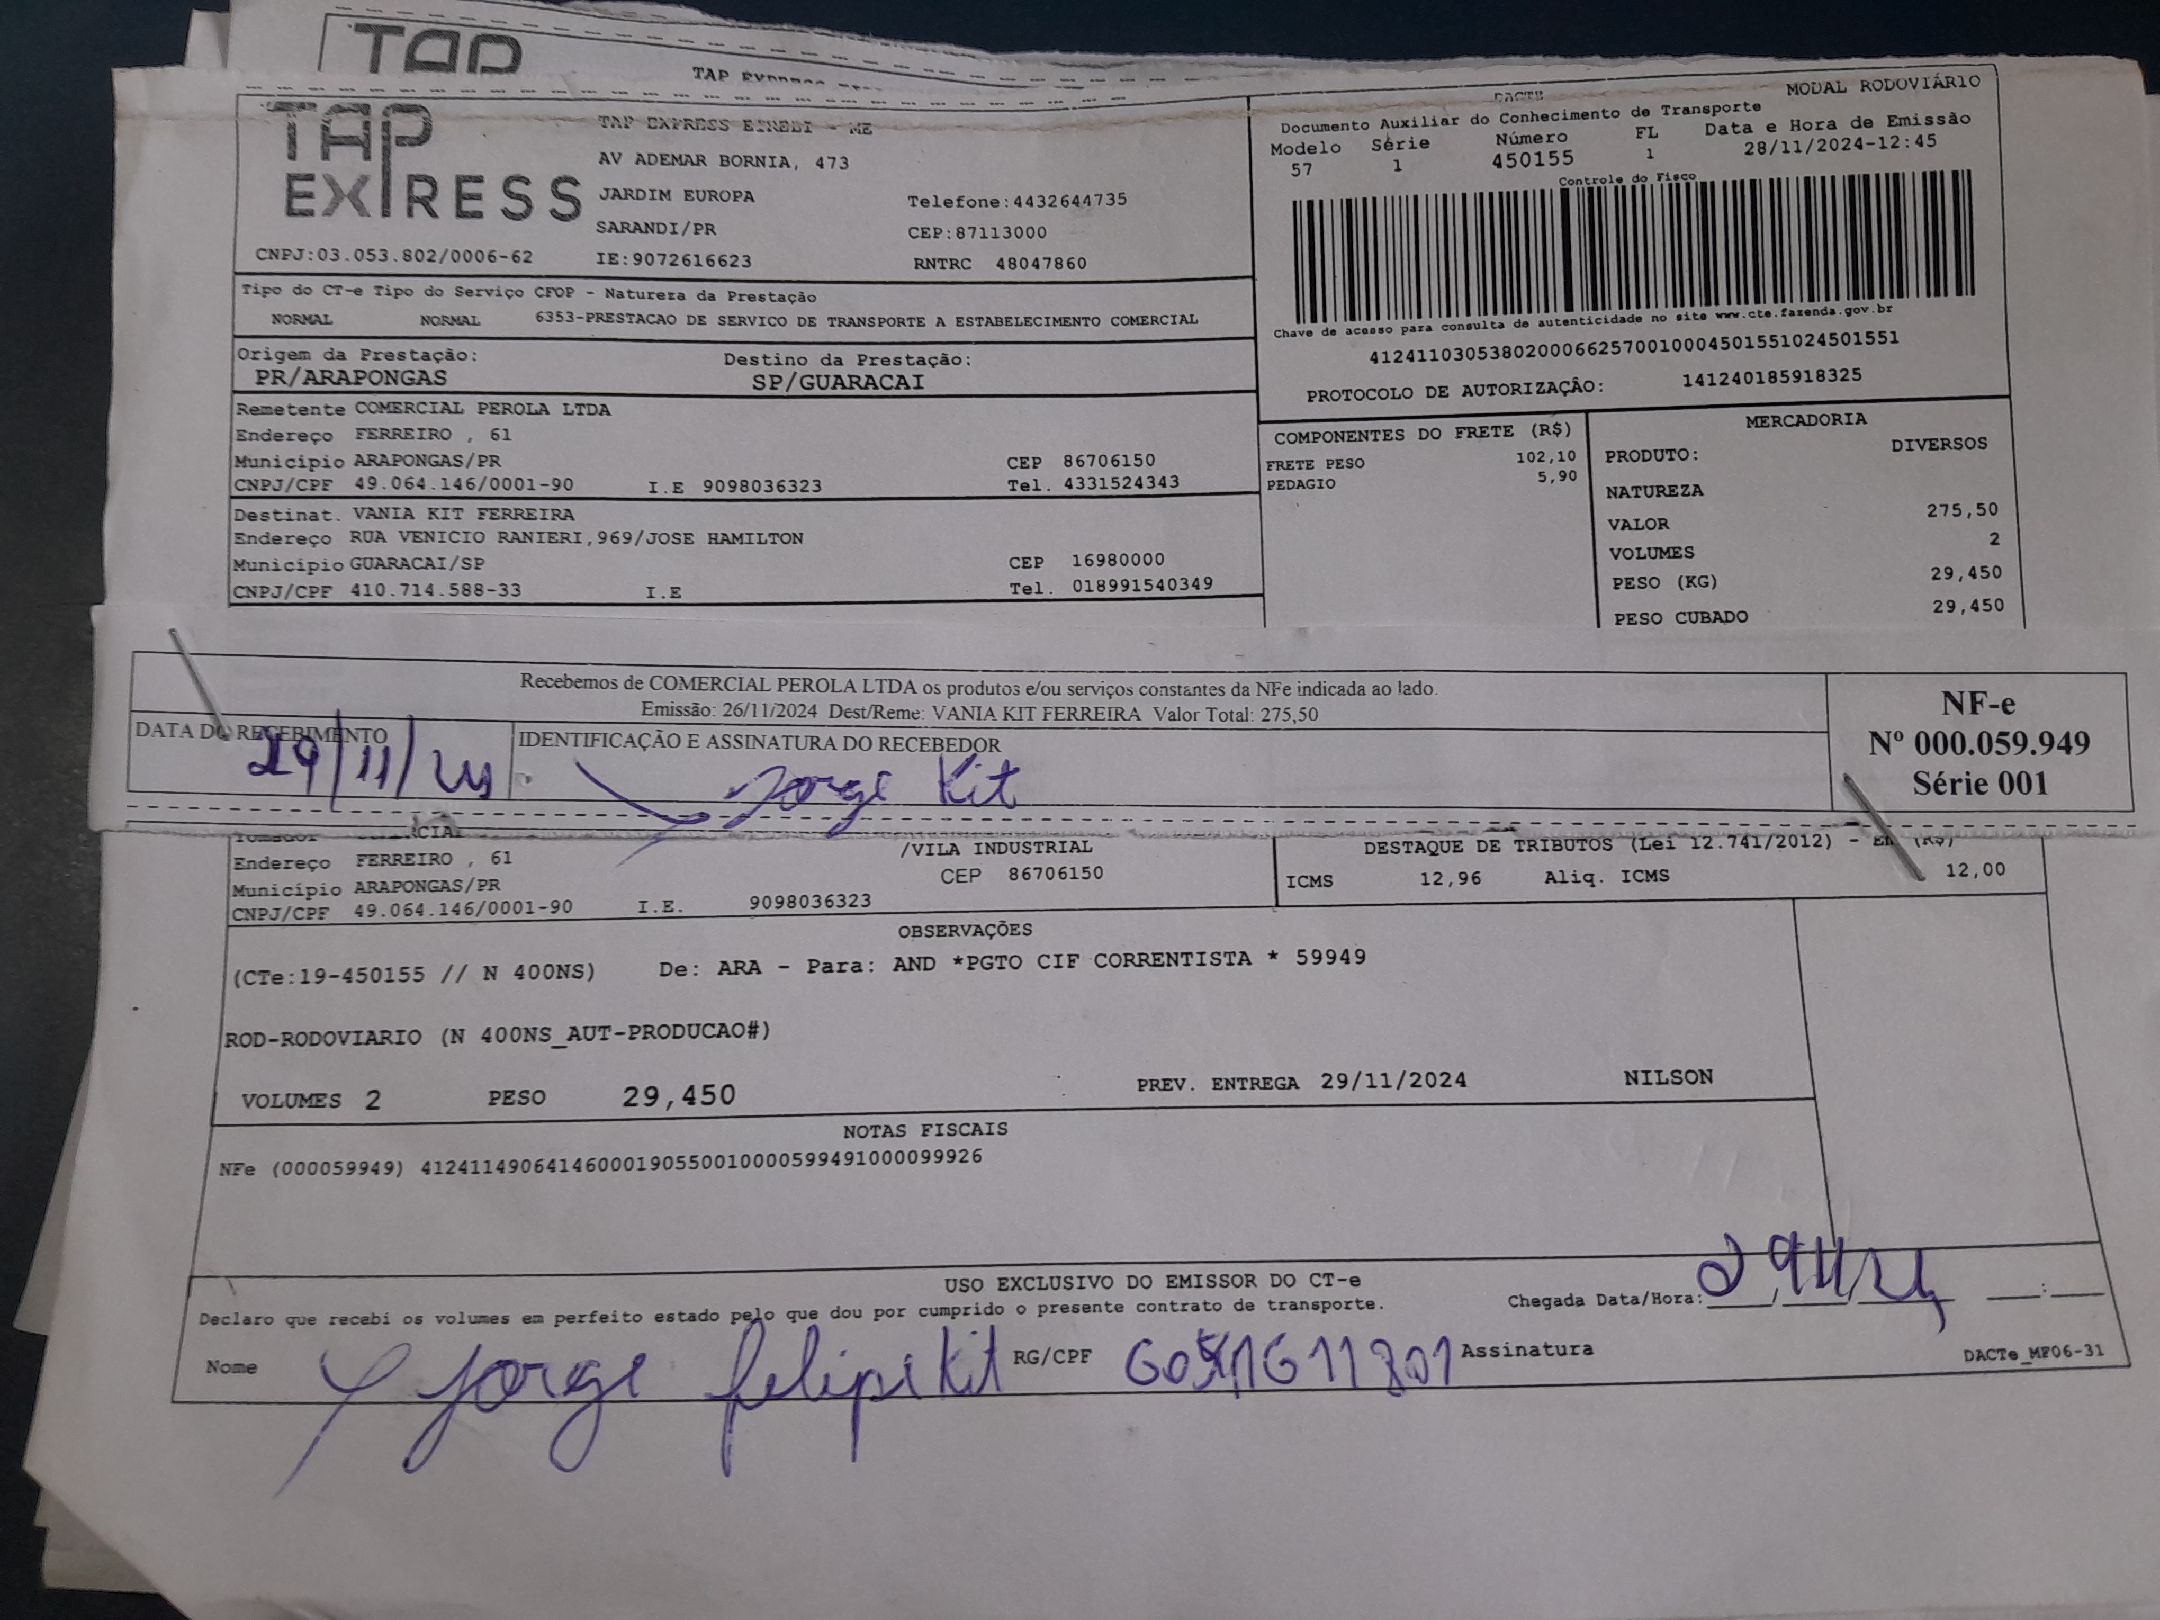 TAP
TAP EXPRESS
TAP EXPRESS EIREDI - ME
AV ADEMAR BORNIA, 473
JARDIM EUROPA
Telefone:4432644735
SARANDI/PR
CEP:87113000
CNPJ:03.053.802/0006-62
IE:9072616623
RNTRC 48047860
DACTE
MODAL RODOVIÁRIO
Documento Auxiliar do Conhecimento de Transporte
Modelo Série Número FL Data e Hora de Emissão
57 1 450155 1 28/11/2024-12:45
Controle do Fisco
Chave de acesso para consulta de autenticidade no site www.cte.fazenda.gov.br
41241103053802000662570010004501551024501551
PROTOCOLO DE AUTORIZAÇÃO: 141240185918325
Tipo do CT-e Tipo do Serviço CFOP - Natureza da Prestação
NORMAL NORMAL 6353-PRESTACAO DE SERVICO DE TRANSPORTE A ESTABELECIMENTO COMERCIAL
Origem da Prestação: Destino da Prestação:
PR/ARAPONGAS SP/GUARACAI
Remetente COMERCIAL PEROLA LTDA
Endereço FERREIRO , 61
Municipio ARAPONGAS/PR CEP 86706150
CNPJ/CPF 49.064.146/0001-90 I.E 9098036323 Tel. 4331524343
Destinat. VANIA KIT FERREIRA
Endereço RUA VENICIO RANIERI,969/JOSE HAMILTON
Municipio GUARACAI/SP CEP 16980000
CNPJ/CPF 410.714.588-33 I.E Tel. 018991540349
COMPONENTES DO FRETE (R$)
FRETE PESO 102,10
PEDAGIO 5,90
MERCADORIA
PRODUTO: DIVERSOS
NATUREZA
VALOR 275,50
VOLUMES 2
PESO (KG) 29,450
PESO CUBADO 29,450
Recebemos de COMERCIAL PEROLA LTDA os produtos e/ou serviços constantes da NFe indicada ao lado.
Emissão: 26/11/2024 Dest/Reme: VANIA KIT FERREIRA Valor Total: 275,50
DATA DO RECEBIMENTO
29/11/24
IDENTIFICAÇÃO E ASSINATURA DO RECEBEDOR
Jorge Kit
NF-e
Nº 000.059.949
Série 001
Endereço FERREIRO , 61 /VILA INDUSTRIAL
Município ARAPONGAS/PR CEP 86706150
CNPJ/CPF 49.064.146/0001-90 I.E. 9098036323
DESTAQUE DE TRIBUTOS (Lei 12.741/2012) - EM (R$)
ICMS 12,96 Aliq. ICMS 12,00
OBSERVAÇÕES
(CTe:19-450155 // N 400NS) De: ARA - Para: AND *PGTO CIF CORRENTISTA * 59949
ROD-RODOVIARIO (N 400NS_AUT-PRODUCAO#)
VOLUMES 2 PESO 29,450 PREV. ENTREGA 29/11/2024 NILSON
NOTAS FISCAIS
NFe (000059949) 41241149064146000190550010000599491000099926
USO EXCLUSIVO DO EMISSOR DO CT-e
Declaro que recebi os volumes em perfeito estado pelo que dou por cumprido o presente contrato de transporte.
Chegada Data/Hora: 29 11 24
Nome Jorge felipe Kit RG/CPF Assinatura
DACTe_MF06-31